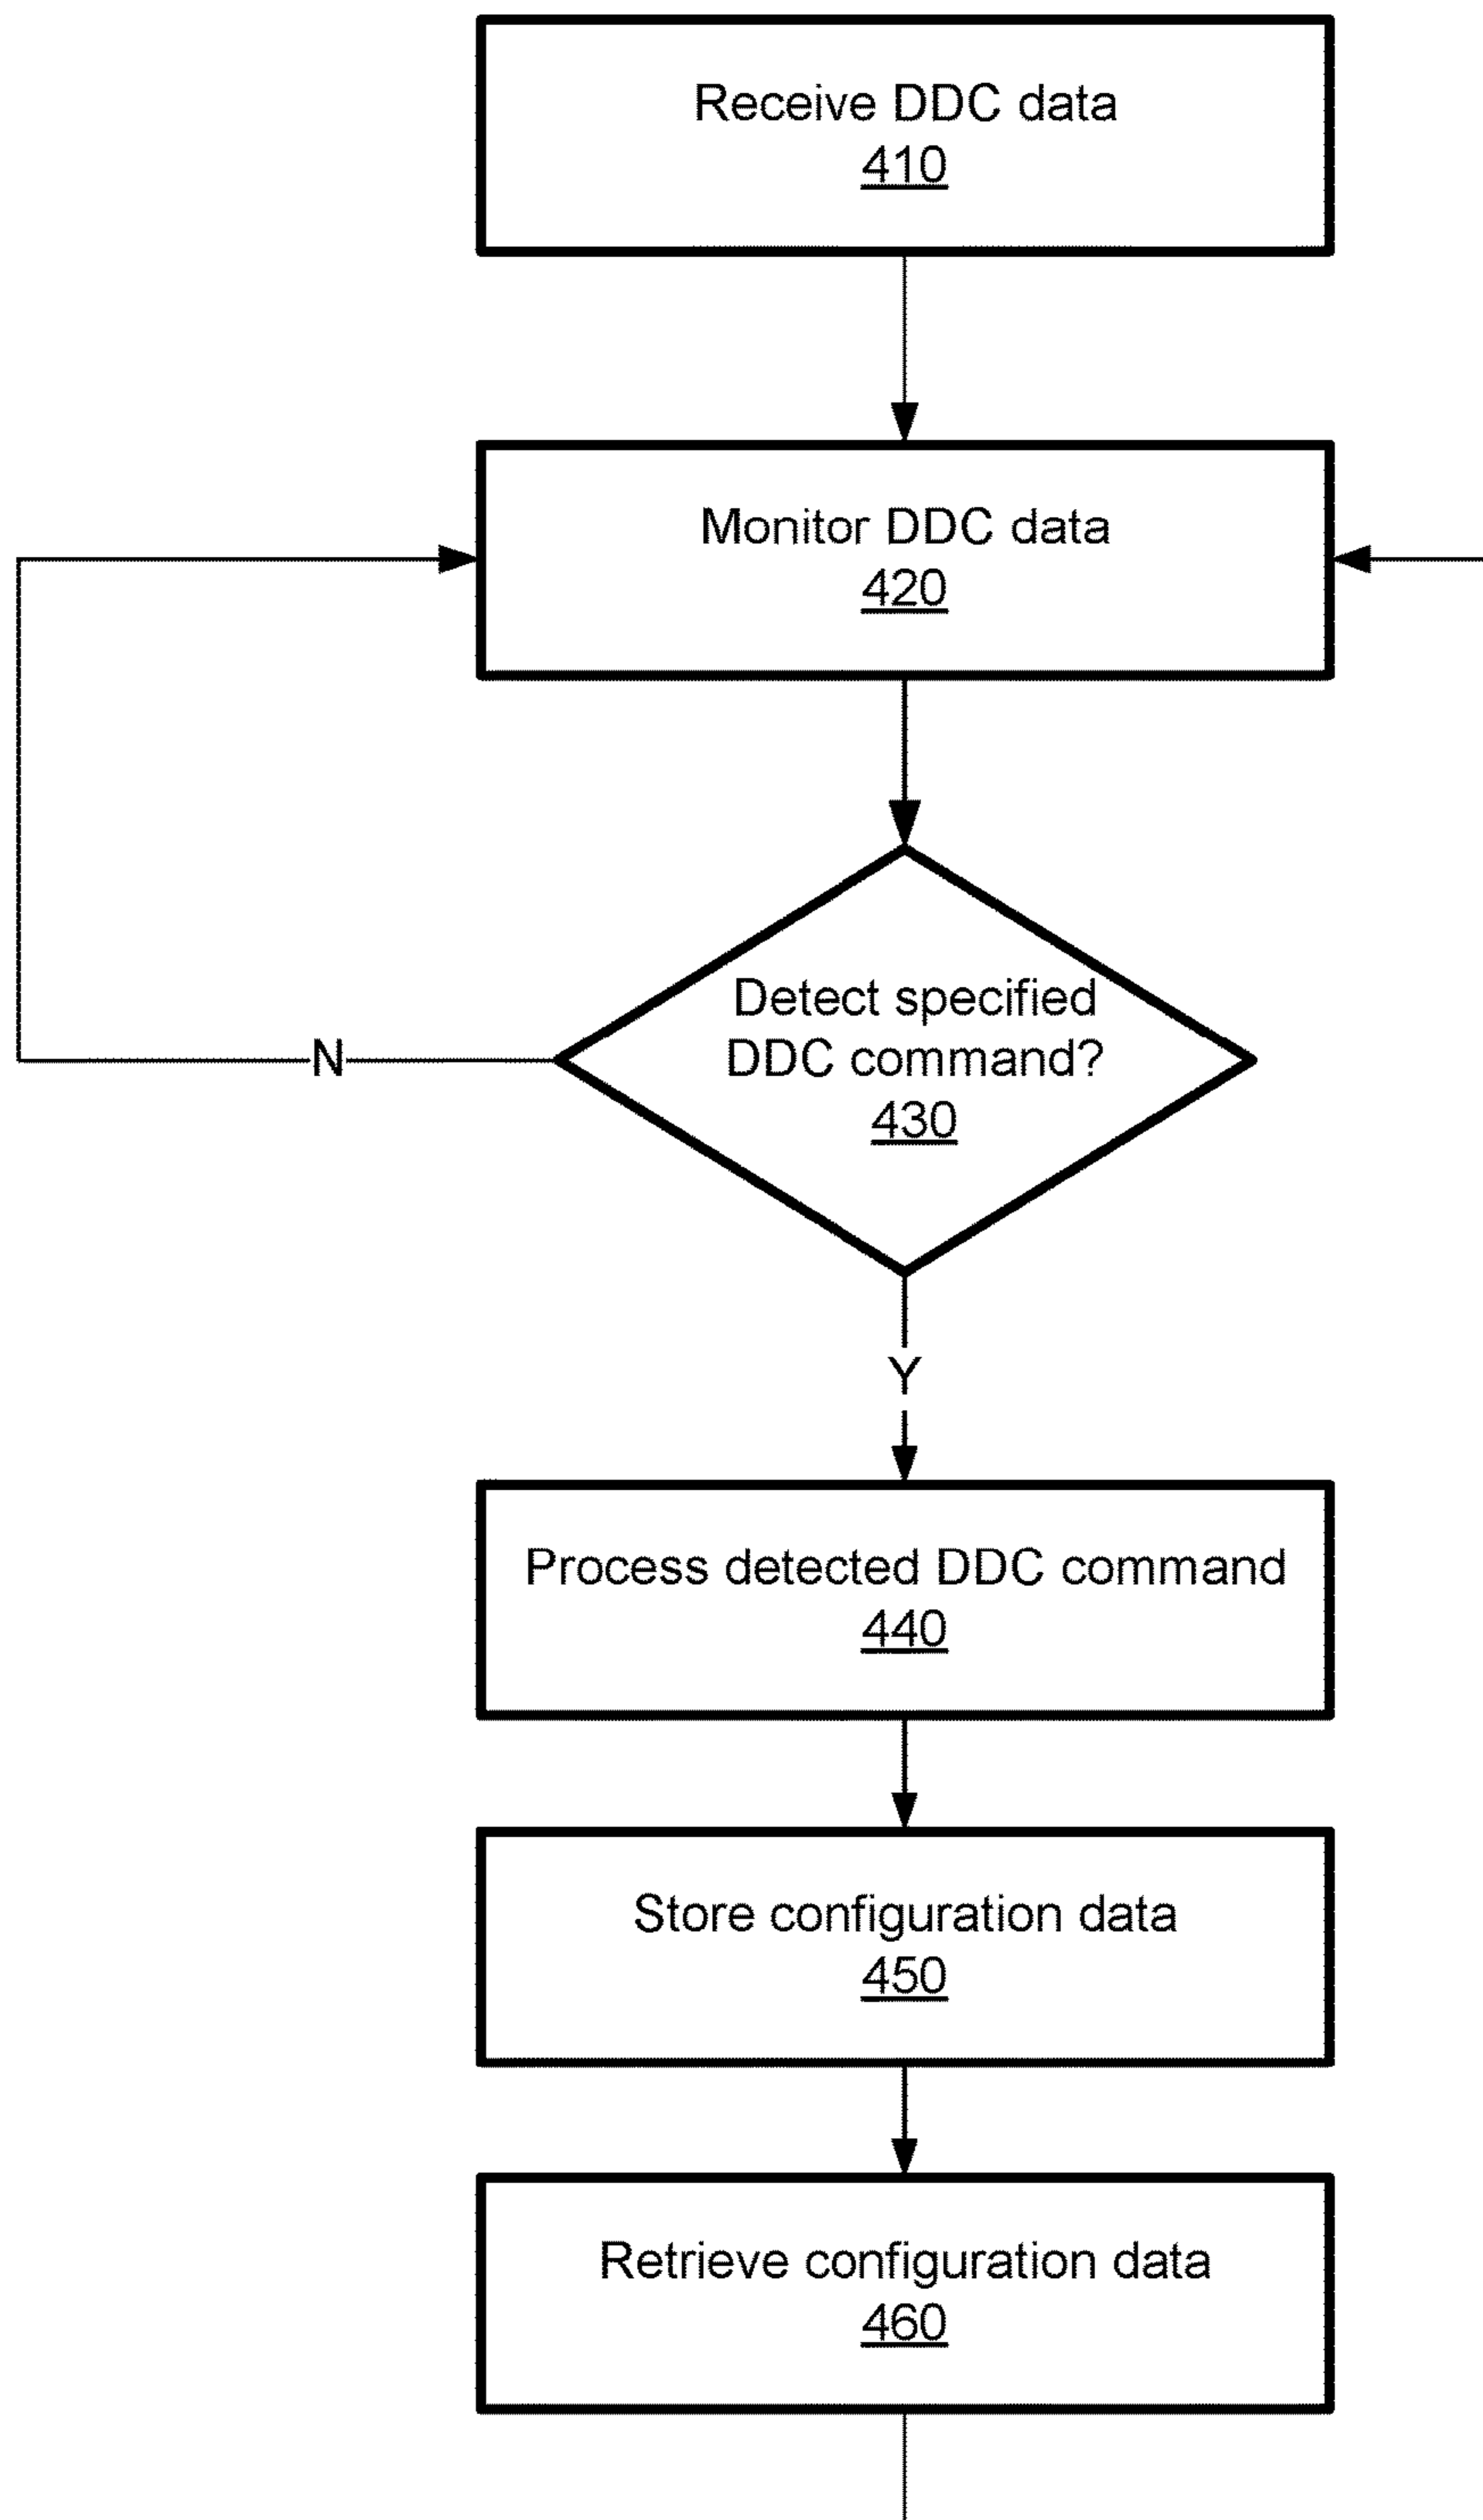 Receive DDC data
410
Monitor DDC data
420
Detect specified
DDC command?
430
N
Y
Process detected DDC command
440
Store configuration data
450
Retrieve configuration data
460